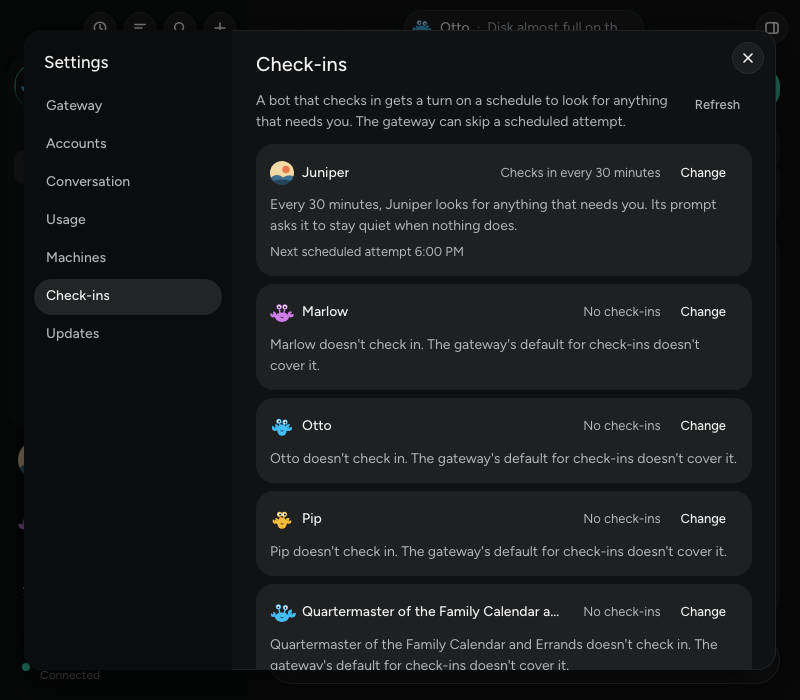 Otto · Disk almost full on th
Settings
Gateway
Accounts
Conversation
Usage
Machines
Check-ins
Updates
Connected
Check-ins
A bot that checks in gets a turn on a schedule to look for anything
that needs you. The gateway can skip a scheduled attempt.
Refresh
Juniper
Checks in every 30 minutes
Change
Every 30 minutes, Juniper looks for anything that needs you. Its prompt
asks it to stay quiet when nothing does.
Next scheduled attempt 6:00 PM
Marlow
No check-ins
Change
Marlow doesn't check in. The gateway's default for check-ins doesn't
cover it.
Otto
No check-ins
Change
Otto doesn't check in. The gateway's default for check-ins doesn't cover it.
Pip
No check-ins
Change
Pip doesn't check in. The gateway's default for check-ins doesn't cover it.
Quartermaster of the Family Calendar a...
No check-ins
Change
Quartermaster of the Family Calendar and Errands doesn't check in. The
gateway's default for check-ins doesn't cover it.